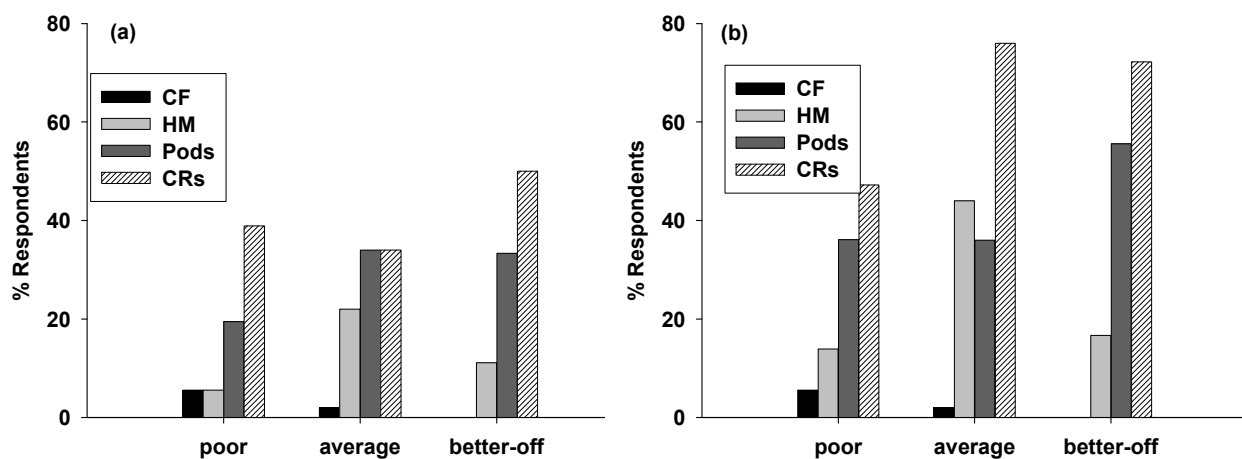 (a)
80
60
40
20
0
% Respondents
CF
HM
Pods
CRs
poor average better-off
(b)
80
60
40
20
0
% Respondents
CF
HM
Pods
CRs
poor average better-off